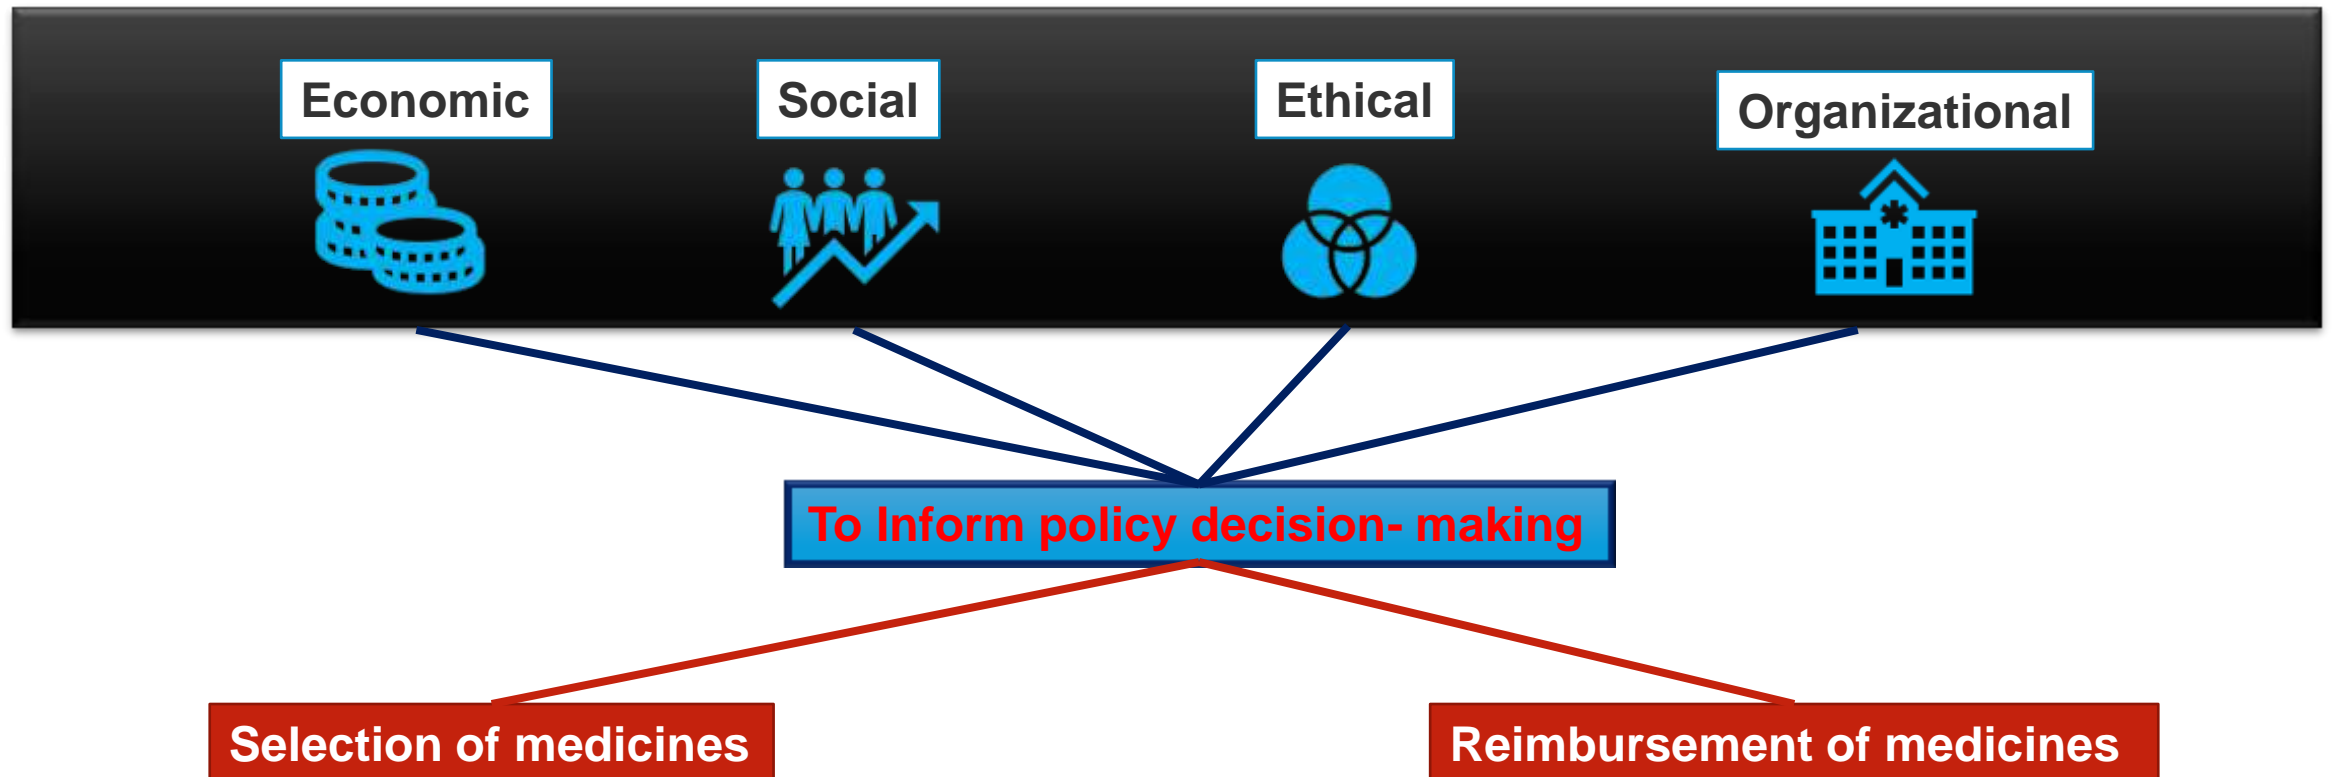 Economic
Social
Ethical
Organizational
To Inform policy decision- making
Selection of medicines
Reimbursement of medicines